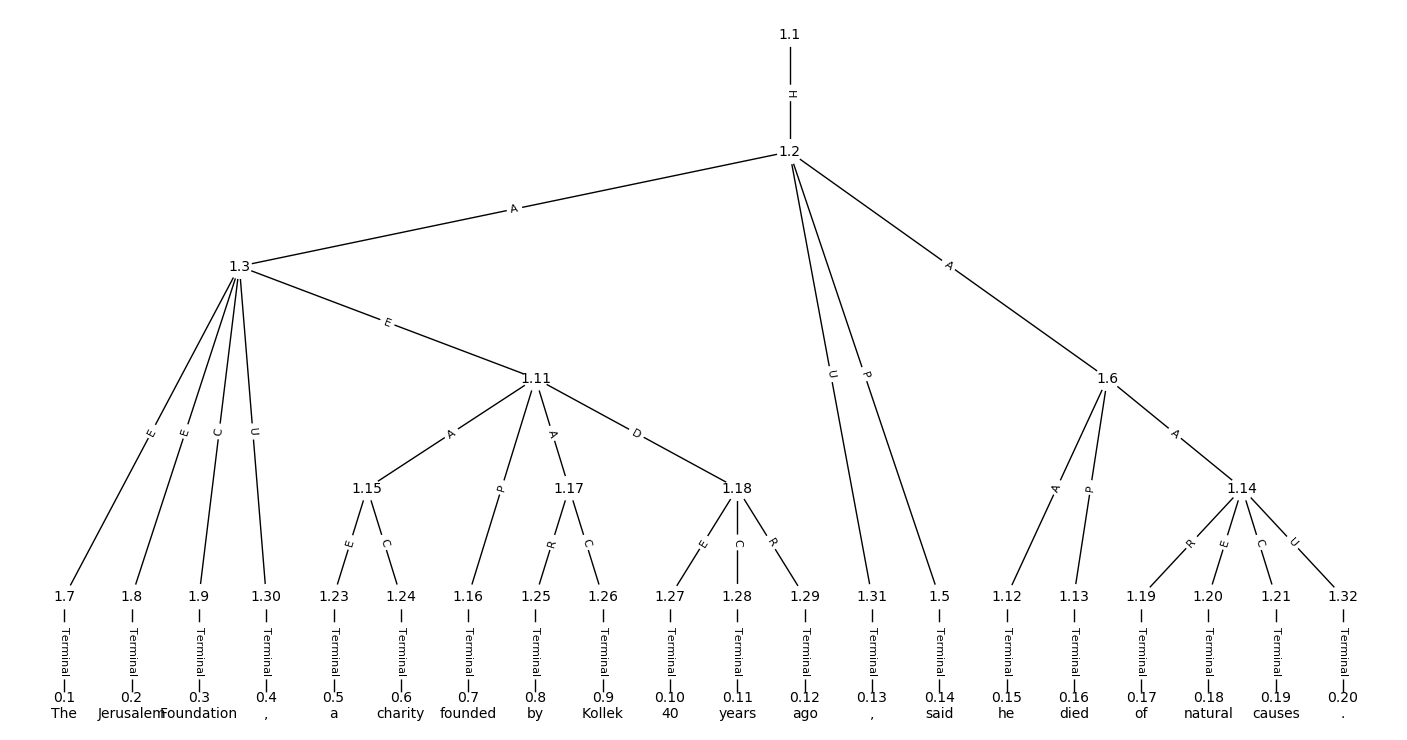 1.1
H
1.2
A
A
1.3
E
U
P
1.11
1.6
E
E
C
U
A
P
A
D
A
P
A
1.15
1.17
1.18
1.14
E
C
R
C
E
C
R
R
E
C
U
1.7 1.8 1.9 1.30 1.23 1.24 1.16 1.25 1.26 1.27 1.28 1.29 1.31 1.5 1.12 1.13 1.19 1.20 1.21 1.32
Terminal Terminal Terminal Terminal Terminal Terminal Terminal Terminal Terminal Terminal Terminal Terminal Terminal Terminal Terminal Terminal Terminal Terminal Terminal Terminal
0.1 0.2 0.3 0.4 0.5 0.6 0.7 0.8 0.9 0.10 0.11 0.12 0.13 0.14 0.15 0.16 0.17 0.18 0.19 0.20
The Jerusalem Foundation , a charity founded by Kollek 40 years ago , said he died of natural causes .